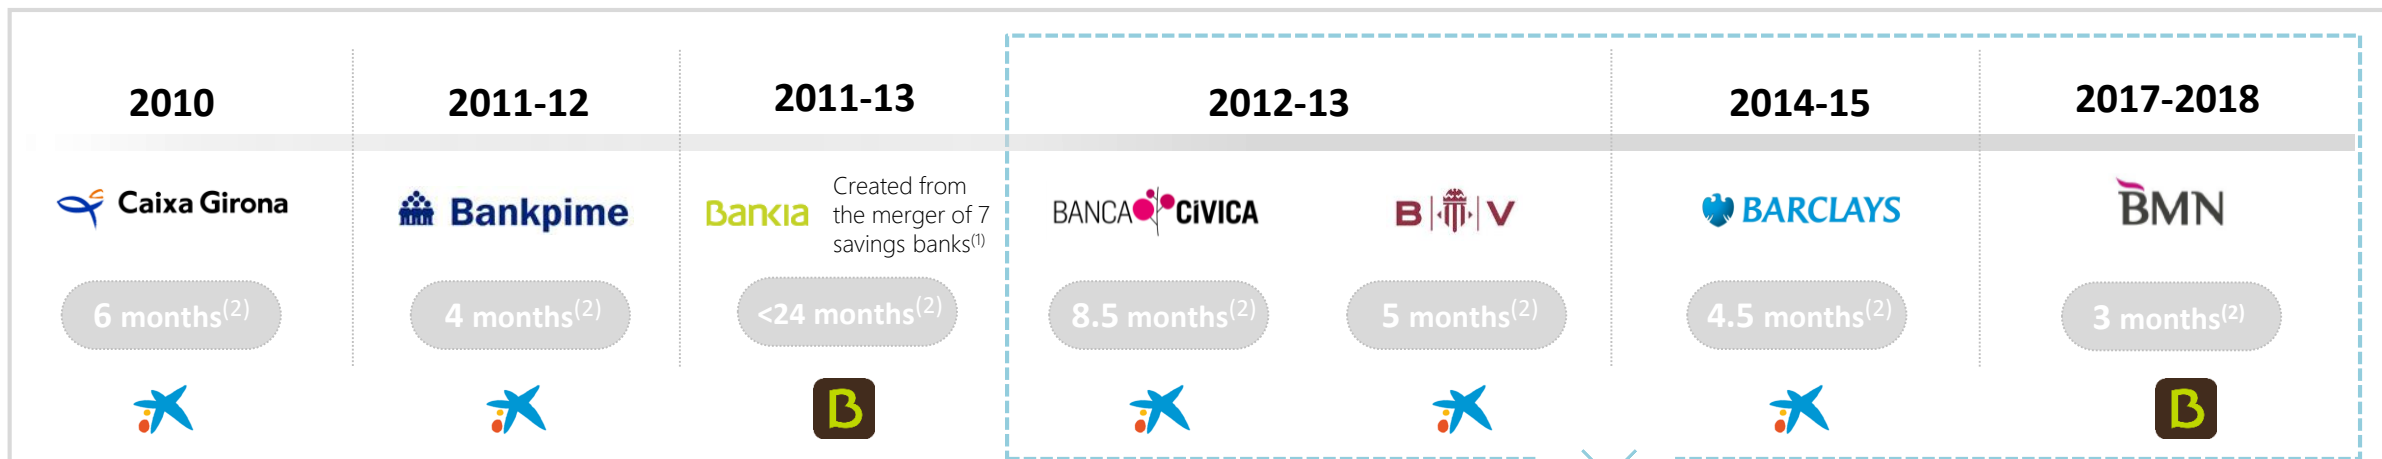 2010
2011-12
2011-13
2012-13
2014-15
2017-2018
Caixa Girona
Bankpime
Bankia
Created from
the merger of 7
savings banks(1)
BANCA CíVICA
B V
BARCLAYS
BMN
6 months(2)
4 months(2)
<24 months(2)
8.5 months(2)
5 months(2)
4.5 months(2)
3 months(2)
B
B